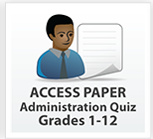 ACCESS PAPER
Administration Quiz
Grades 1-12